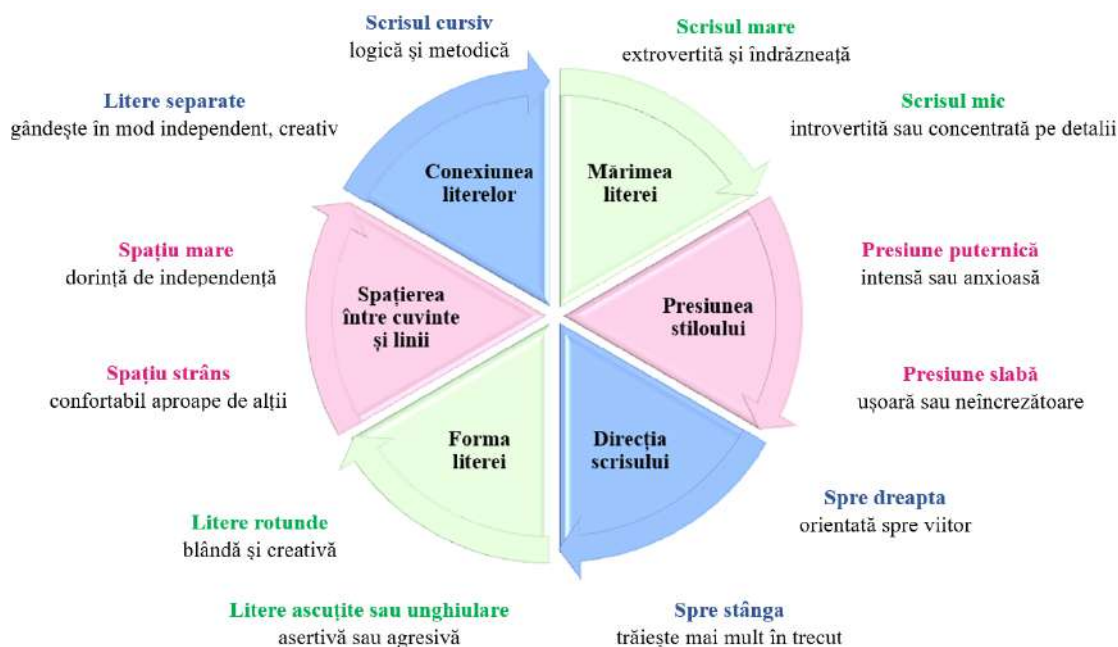 Scrisul cursiv
logică și metodică
Scrisul mare
extrovertită și îndrăzneață
Litere separate
gândește în mod independent, creativ
Scrisul mic
introvertită sau concentrată pe detalii
Conexiunea
literelor
Mărimea
literei
Spațiu mare
dorință de independență
Presiune puternică
intensă sau anxioasă
Spațierea
între cuvinte
și linii
Presiunea
stiloului
Spațiu strâns
confortabil aproape de alții
Presiune slabă
ușoară sau neîncrezătoare
Forma
literei
Direcția
scrisului
Litere rotunde
blândă și creativă
Spre dreapta
orientată spre viitor
Litere ascuțite sau unghiulare
asertivă sau agresivă
Spre stânga
trăiește mai mult în trecut